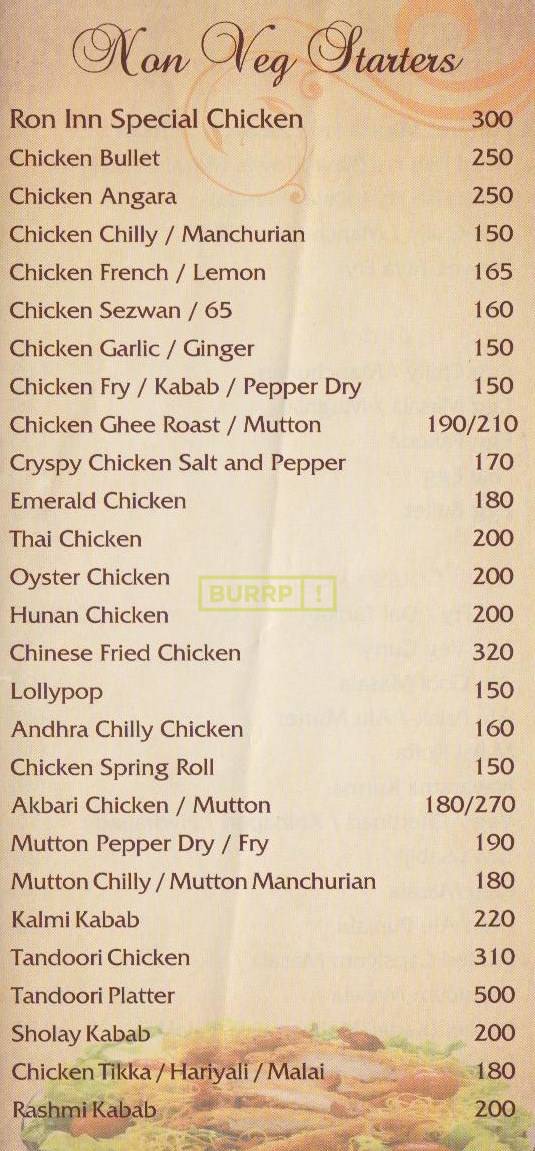 Non Veg Starters
Ron Inn Special Chicken 300
Chicken Bullet 250
Chicken Angara 250
Chicken Chilly / Manchurian 150
Chicken French / Lemon 165
Chicken Sezwan / 65 160
Chicken Garlic / Ginger 150
Chicken Fry / Kabab / Pepper Dry 150
Chicken Ghee Roast / Mutton 190/210
Cryspy Chicken Salt and Pepper 170
Emerald Chicken 180
Thai Chicken 200
Oyster Chicken 200
BURRP!
Hunan Chicken 200
Chinese Fried Chicken 320
Lollypop 150
Andhra Chilly Chicken 160
Chicken Spring Roll 150
Akbari Chicken / Mutton 180/270
Mutton Pepper Dry / Fry 190
Mutton Chilly / Mutton Manchurian 180
Kalmi Kabab 220
Tandoori Chicken 310
Tandoori Platter 500
Sholay Kabab 200
Chicken Tikka / Hariyali / Malai 180
Rashmi Kabab 200